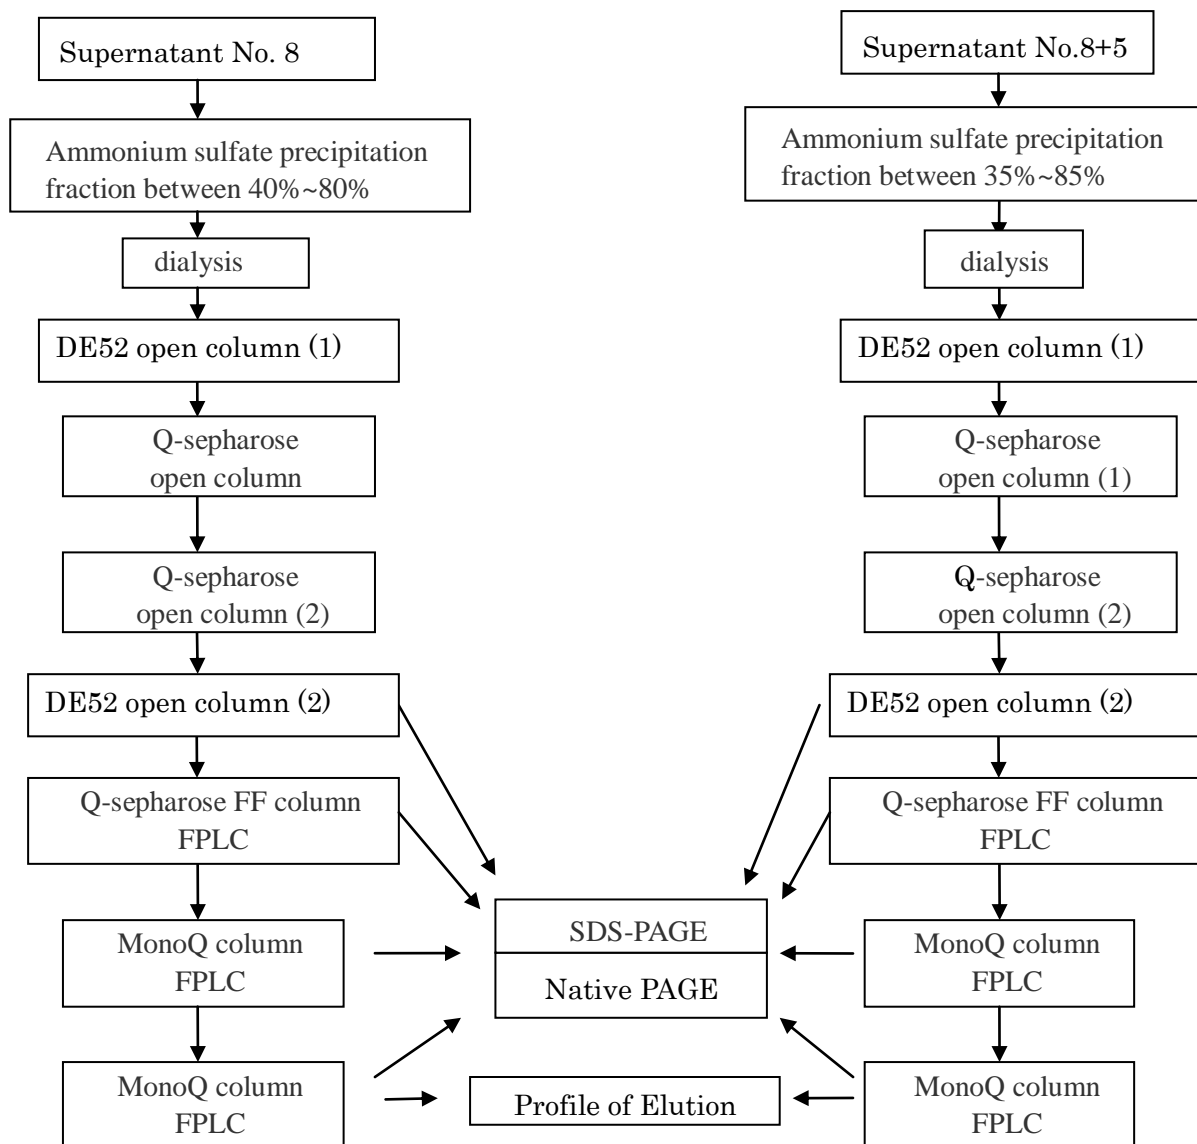 Supernatant No. 8
Ammonium sulfate precipitation
fraction between 40%~80%
dialysis
DE52 open column (1)
Q-sepharose
open column
Q-sepharose
open column (2)
DE52 open column (2)
Q-sepharose FF column
FPLC
MonoQ column
FPLC
MonoQ column
FPLC
SDS-PAGE
Native PAGE
Profile of Elution
Supernatant No.8+5
Ammonium sulfate precipitation
fraction between 35%~85%
dialysis
DE52 open column (1)
Q-sepharose
open column (1)
Q-sepharose
open column (2)
DE52 open column (2)
Q-sepharose FF column
FPLC
MonoQ column
FPLC
MonoQ column
FPLC